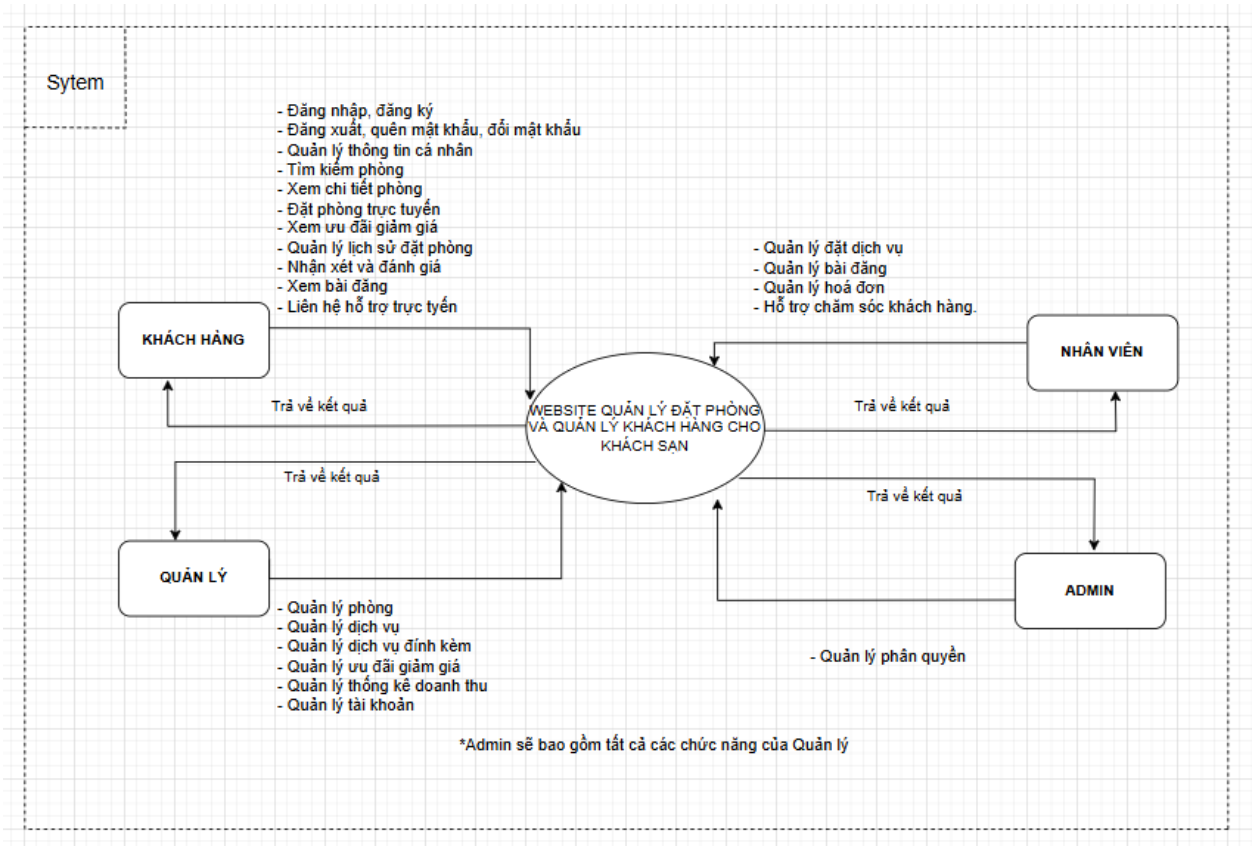 Sytem
- Đăng nhập, đăng ký
- Đăng xuất, quên mật khẩu, đổi mật khẩu
- Quản lý thông tin cá nhân
- Tìm kiếm phòng
- Xem chi tiết phòng
- Đặt phòng trực tuyến
- Xem ưu đãi giảm giá
- Quản lý lịch sử đặt phòng
- Nhận xét và đánh giá
- Xem bài đăng
- Liên hệ hỗ trợ trực tyến
- Quản lý đặt dịch vụ
- Quản lý bài đăng
- Quản lý hoá đơn
- Hỗ trợ chăm sóc khách hàng.
KHÁCH HÀNG
NHÂN VIÊN
Trả về kết quả
WEBSITE QUẢN LÝ ĐẶT PHÒNG
VÀ QUẢN LÝ KHÁCH HÀNG CHO
KHÁCH SẠN
Trả về kết quả
Trả về kết quả
Trả về kết quả
QUẢN LÝ
ADMIN
- Quản lý phòng
- Quản lý dịch vụ
- Quản lý dịch vụ đính kèm
- Quản lý ưu đãi giảm giá
- Quản lý thống kê doanh thu
- Quản lý tài khoản
- Quản lý phân quyền
*Admin sẽ bao gồm tất cả các chức năng của Quản lý